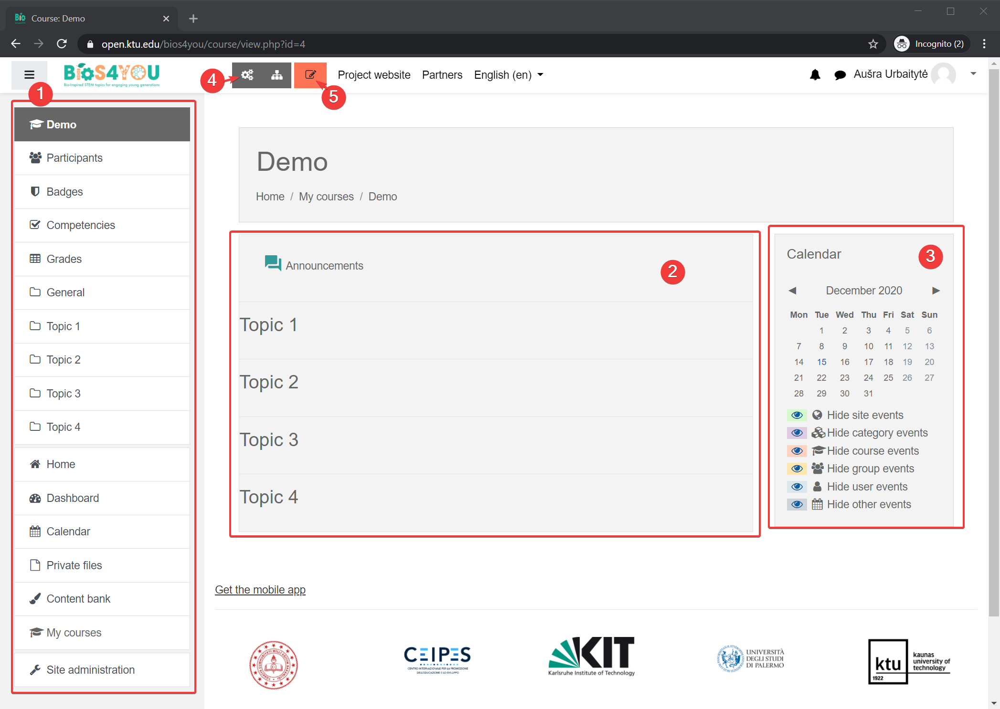 Course: Demo
open.ktu.edu/bios4you/course/view.php?id=4
Incognito (2)
BioS4YOU
Bio-Inspired STEM topics for engaging young generations
4
5
Project website
Partners
English (en)
Aušra Urbaitytė
1
Demo
Participants
Badges
Competencies
Grades
General
Topic 1
Topic 2
Topic 3
Topic 4
Home
Dashboard
Calendar
Private files
Content bank
My courses
Site administration
Demo
Home / My courses / Demo
Announcements
2
Topic 1
Topic 2
Topic 3
Topic 4
Calendar
3
◄ December 2020 ►
Mon Tue Wed Thu Fri Sat Sun
1 2 3 4 5 6
7 8 9 10 11 12 13
14 15 16 17 18 19 20
21 22 23 24 25 26 27
28 29 30 31
Hide site events
Hide category events
Hide course events
Hide group events
Hide user events
Hide other events
Get the mobile app
CEIPES
CENTRO INTERNAZIONALE PER LA PROMOZIONE
DELL'EDUCAZIONE E LO SVILUPPO
KIT
Karlsruhe Institute of Technology
UNIVERSITÀ
DEGLI STUDI
DI PALERMO
ktu
1922
kaunas
university of
technology